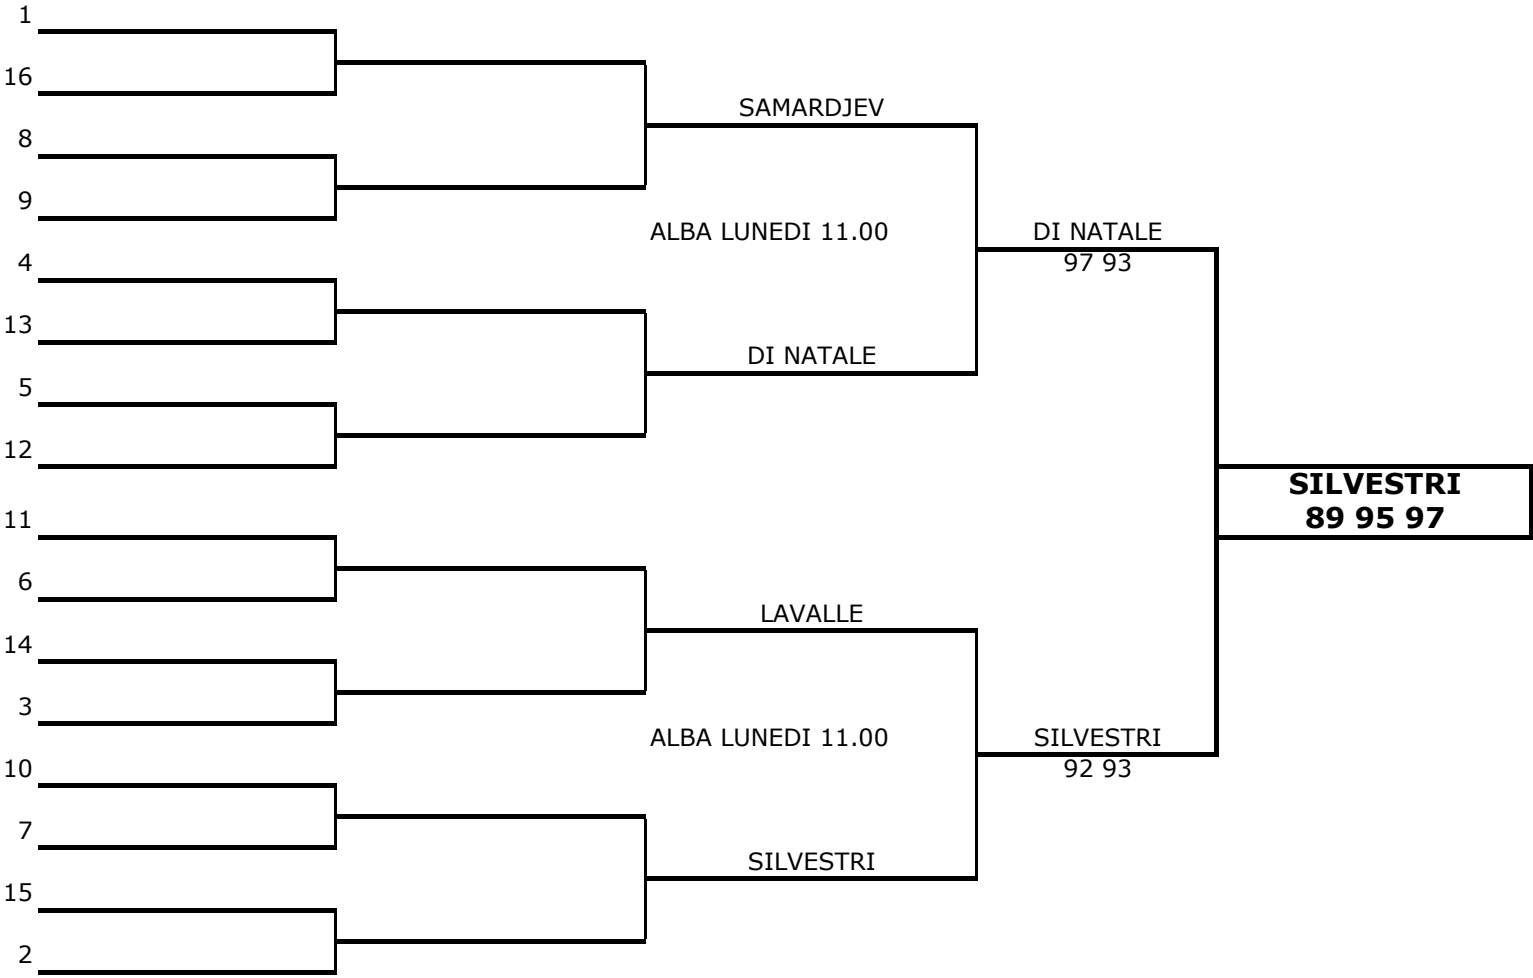 1
16
SAMARDJEV
8
9
ALBA LUNEDI 11.00
DI NATALE
97 93
4
13
DI NATALE
5
12
SILVESTRI
89 95 97
11
6
LAVALLE
14
3
ALBA LUNEDI 11.00
SILVESTRI
92 93
10
7
SILVESTRI
15
2